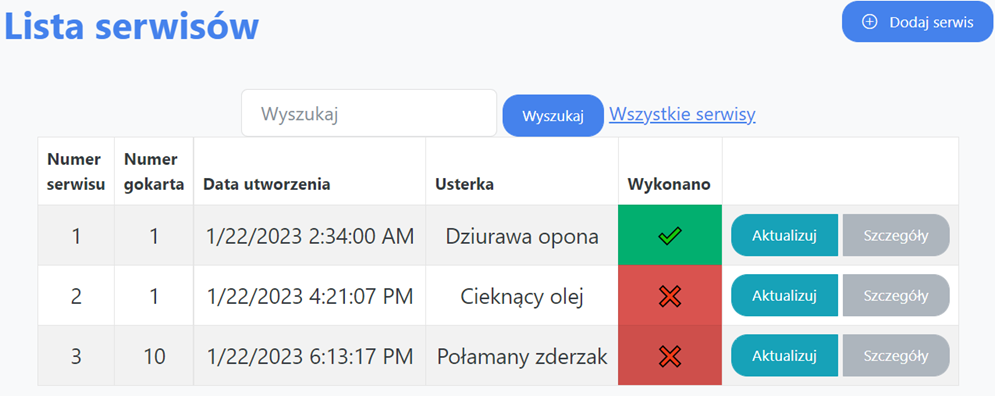 Lista serwisów
Dodaj serwis
Wyszukaj Wyszukaj Wszystkie serwisy
Numer serwisu Numer gokarta Data utworzenia Usterka Wykonano
1 1 1/22/2023 2:34:00 AM Dziurawa opona Aktualizuj Szczegóły
2 1 1/22/2023 4:21:07 PM Cieknący olej Aktualizuj Szczegóły
3 10 1/22/2023 6:13:17 PM Połamany zderzak Aktualizuj Szczegóły